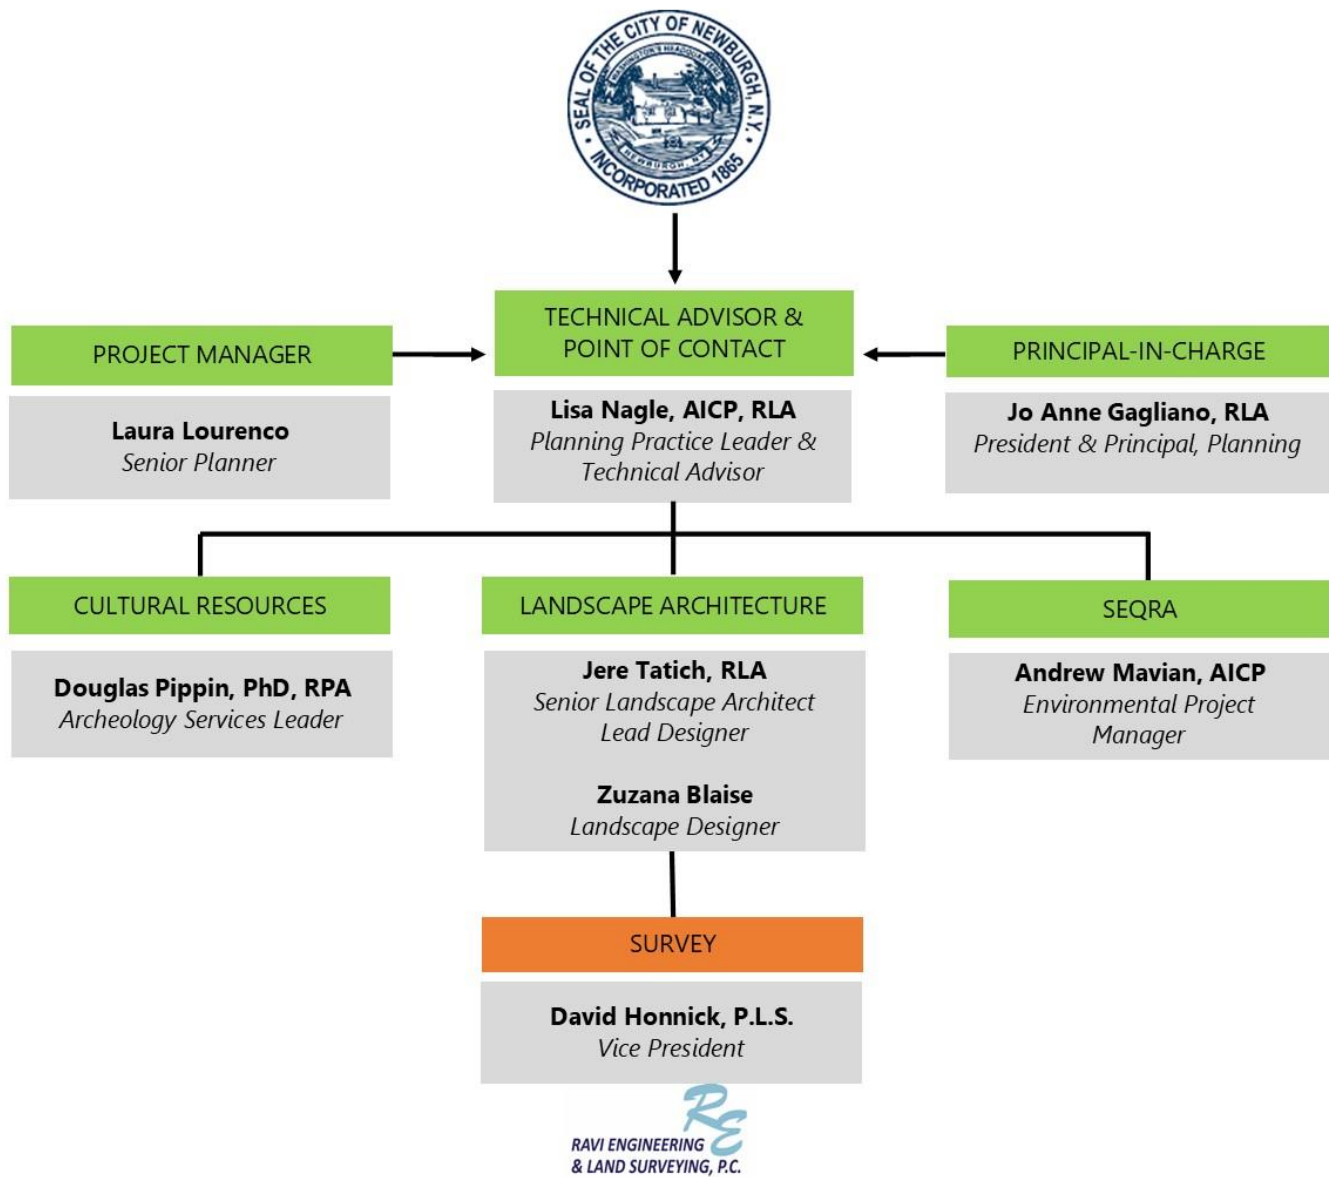 SEAL OF THE CITY OF NEWBURGH, N.Y.
WASHINGTON'S HEADQUARTERS
NEWBURGH, NY
INCORPORATED 1865
TECHNICAL ADVISOR &
POINT OF CONTACT
Lisa Nagle, AICP, RLA
Planning Practice Leader &
Technical Advisor
PROJECT MANAGER
Laura Lourenco
Senior Planner
PRINCIPAL-IN-CHARGE
Jo Anne Gagliano, RLA
President & Principal, Planning
CULTURAL RESOURCES
Douglas Pippin, PhD, RPA
Archeology Services Leader
LANDSCAPE ARCHITECTURE
Jere Tatich, RLA
Senior Landscape Architect
Lead Designer
Zuzana Blaise
Landscape Designer
SEQRA
Andrew Mavian, AICP
Environmental Project
Manager
SURVEY
David Honnick, P.L.S.
Vice President
RE
RAVI ENGINEERING
& LAND SURVEYING, P.C.